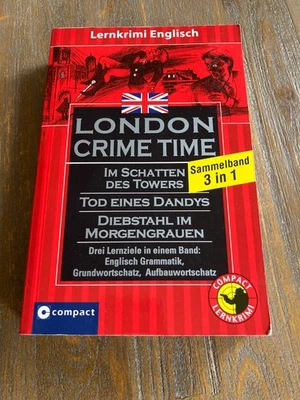 Lernkrimi Englisch
LONDON
CRIME TIME
IM SCHATTEN
DES TOWERS
Sammelband
3 in 1
TOD EINES DANDYS
DIEBSTAHL IM
MORGENGRAUEN
Drei Lernziele in einem Band:
Englisch Grammatik,
Grundwortschatz, Aufbauwortschatz
compact
COMPACT
LERNKRIMI